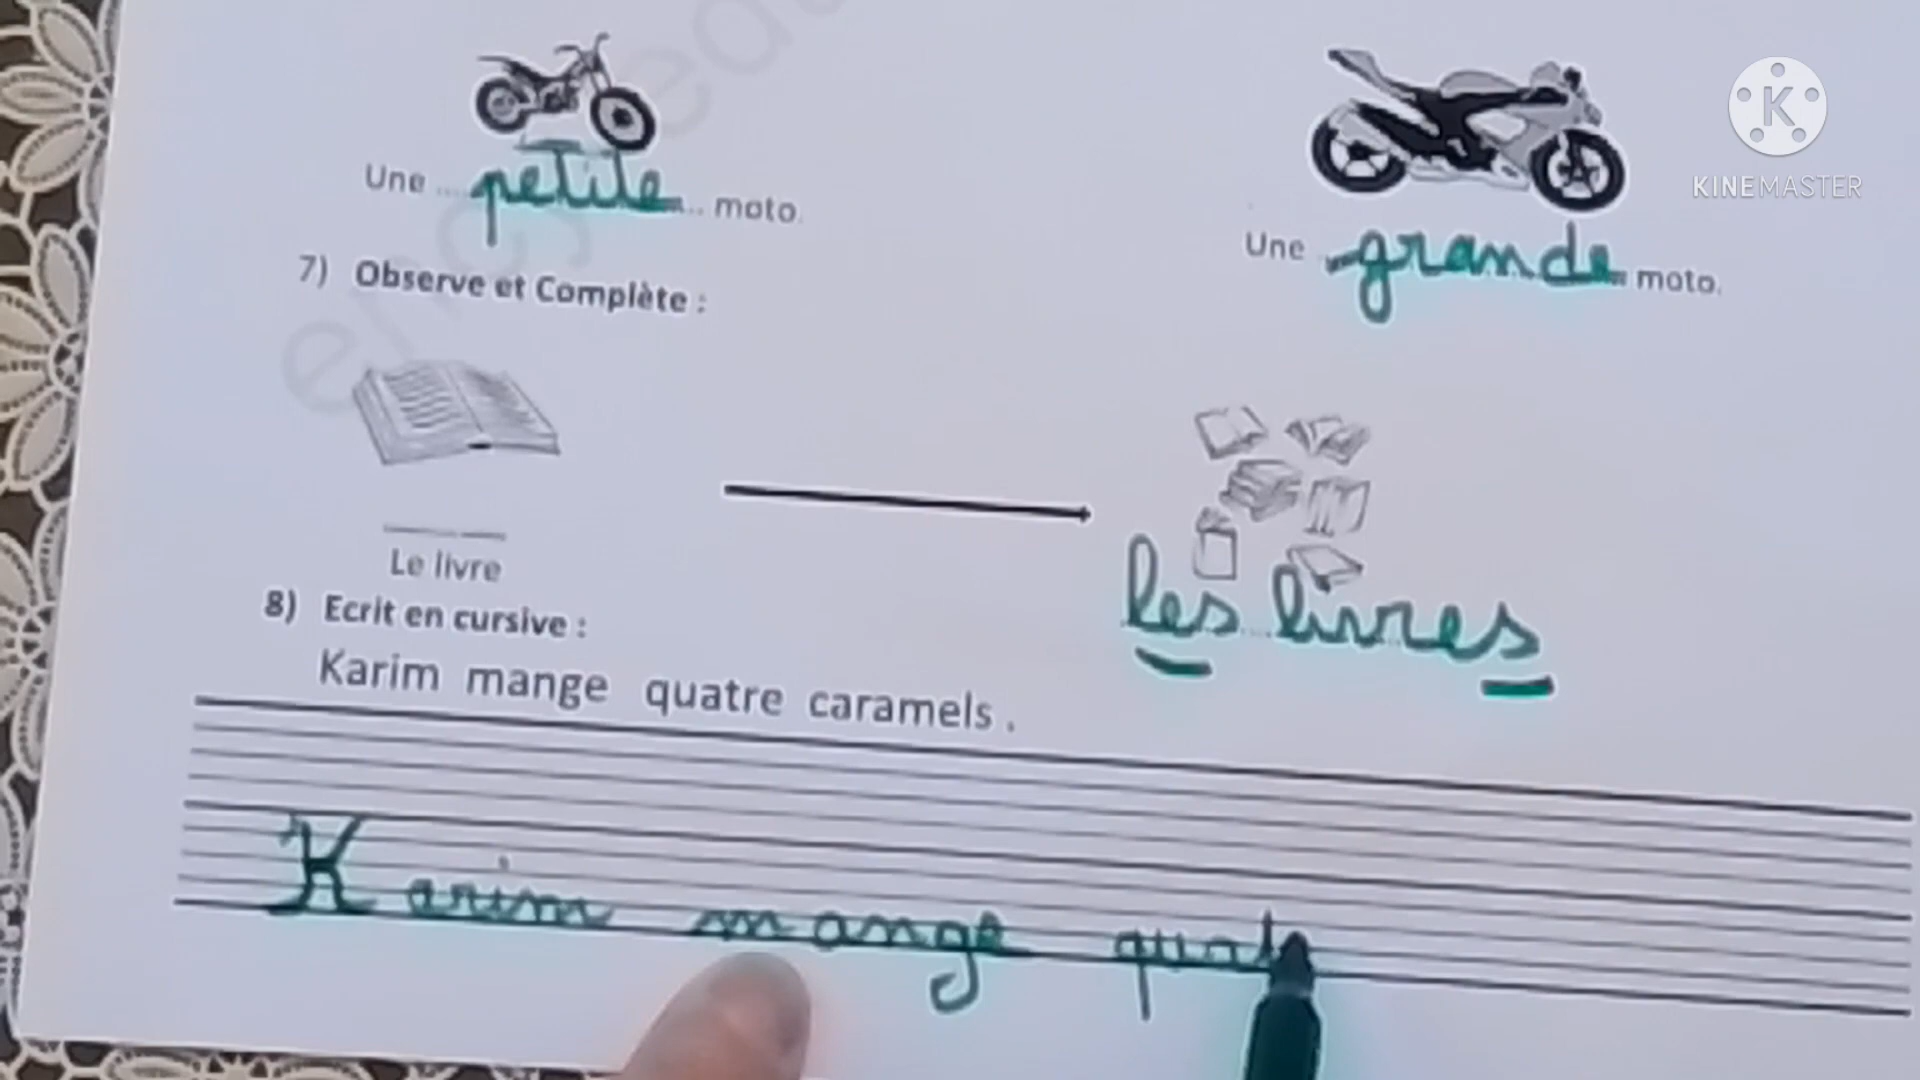 KINEMASTER
Une petite moto.
Une grande moto.
7) Observe et Complète :
Le livre
les livres
8) Ecrit en cursive :
Karim mange quatre caramels .
Karim mange quat